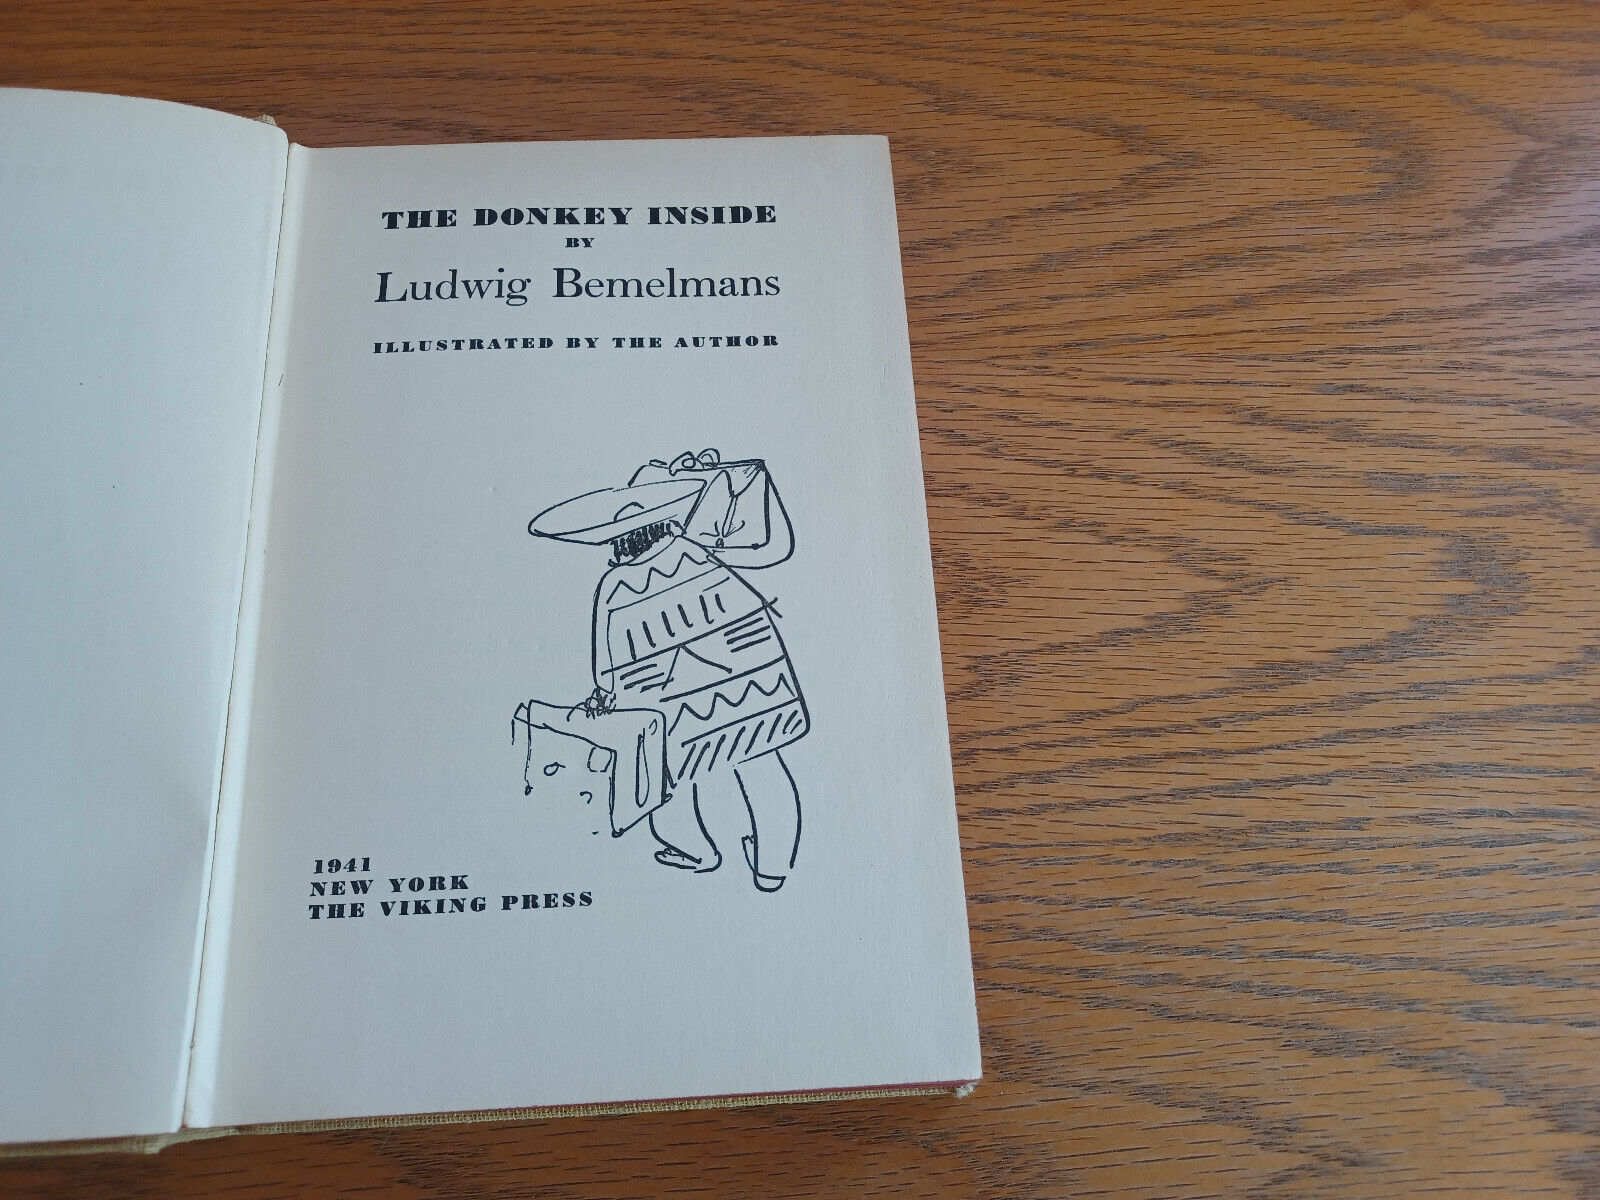 THE DONKEY INSIDE
BY
Ludwig Bemelmans
ILLUSTRATED BY THE AUTHOR
1941
NEW YORK
THE VIKING PRESS